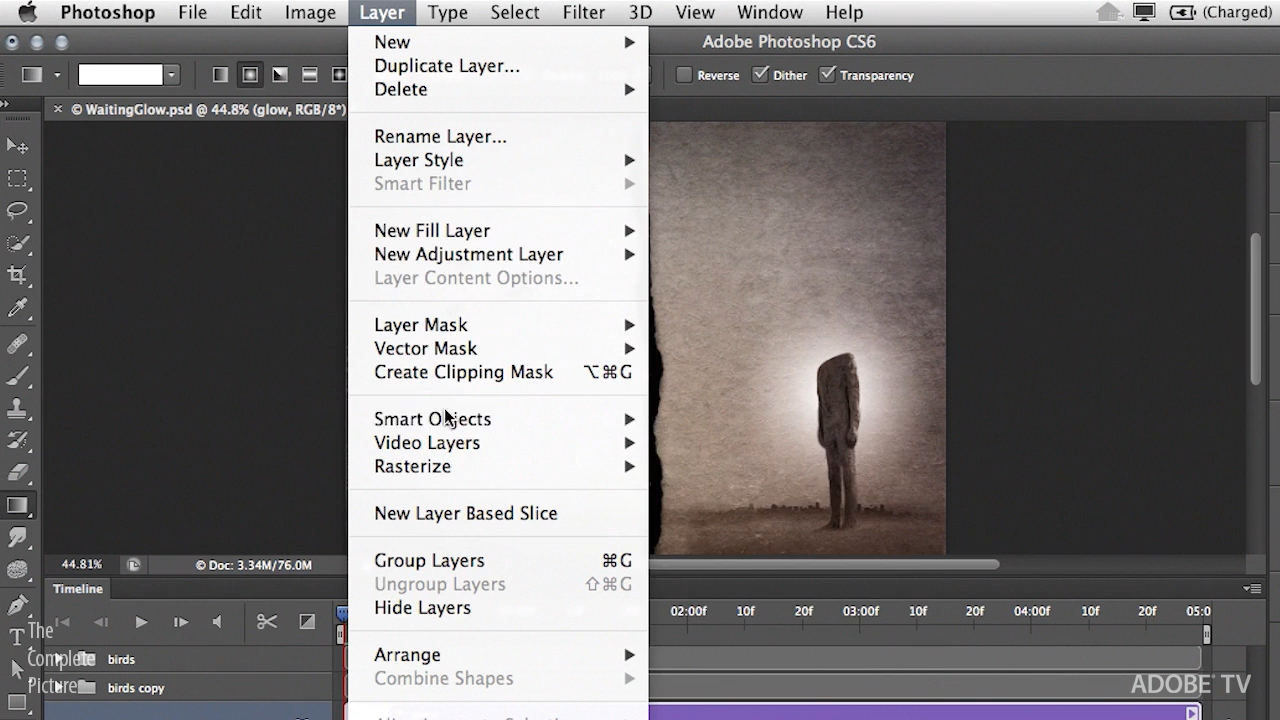 Photoshop File Edit Image Layer Type Select Filter 3D View Window Help (Charged)
Adobe Photoshop CS6
Reverse Dither Transparency
× © WaitingGlow.psd @ 44.8% (glow, RGB/8*)
New
Duplicate Layer...
Delete
Rename Layer...
Layer Style
Smart Filter
New Fill Layer
New Adjustment Layer
Layer Content Options...
Layer Mask
Vector Mask
Create Clipping Mask ⌥⌘G
Smart Objects
Video Layers
Rasterize
New Layer Based Slice
Group Layers ⌘G
Ungroup Layers ⇧⌘G
Hide Layers
Arrange
Combine Shapes
44.81% © Doc: 3.34M/76.0M
Timeline
02:00f 10f 20f 03:00f 10f 20f 04:00f 10f 20f 05:0
birds
birds copy
The
Complete
Picture
ADOBE® TV